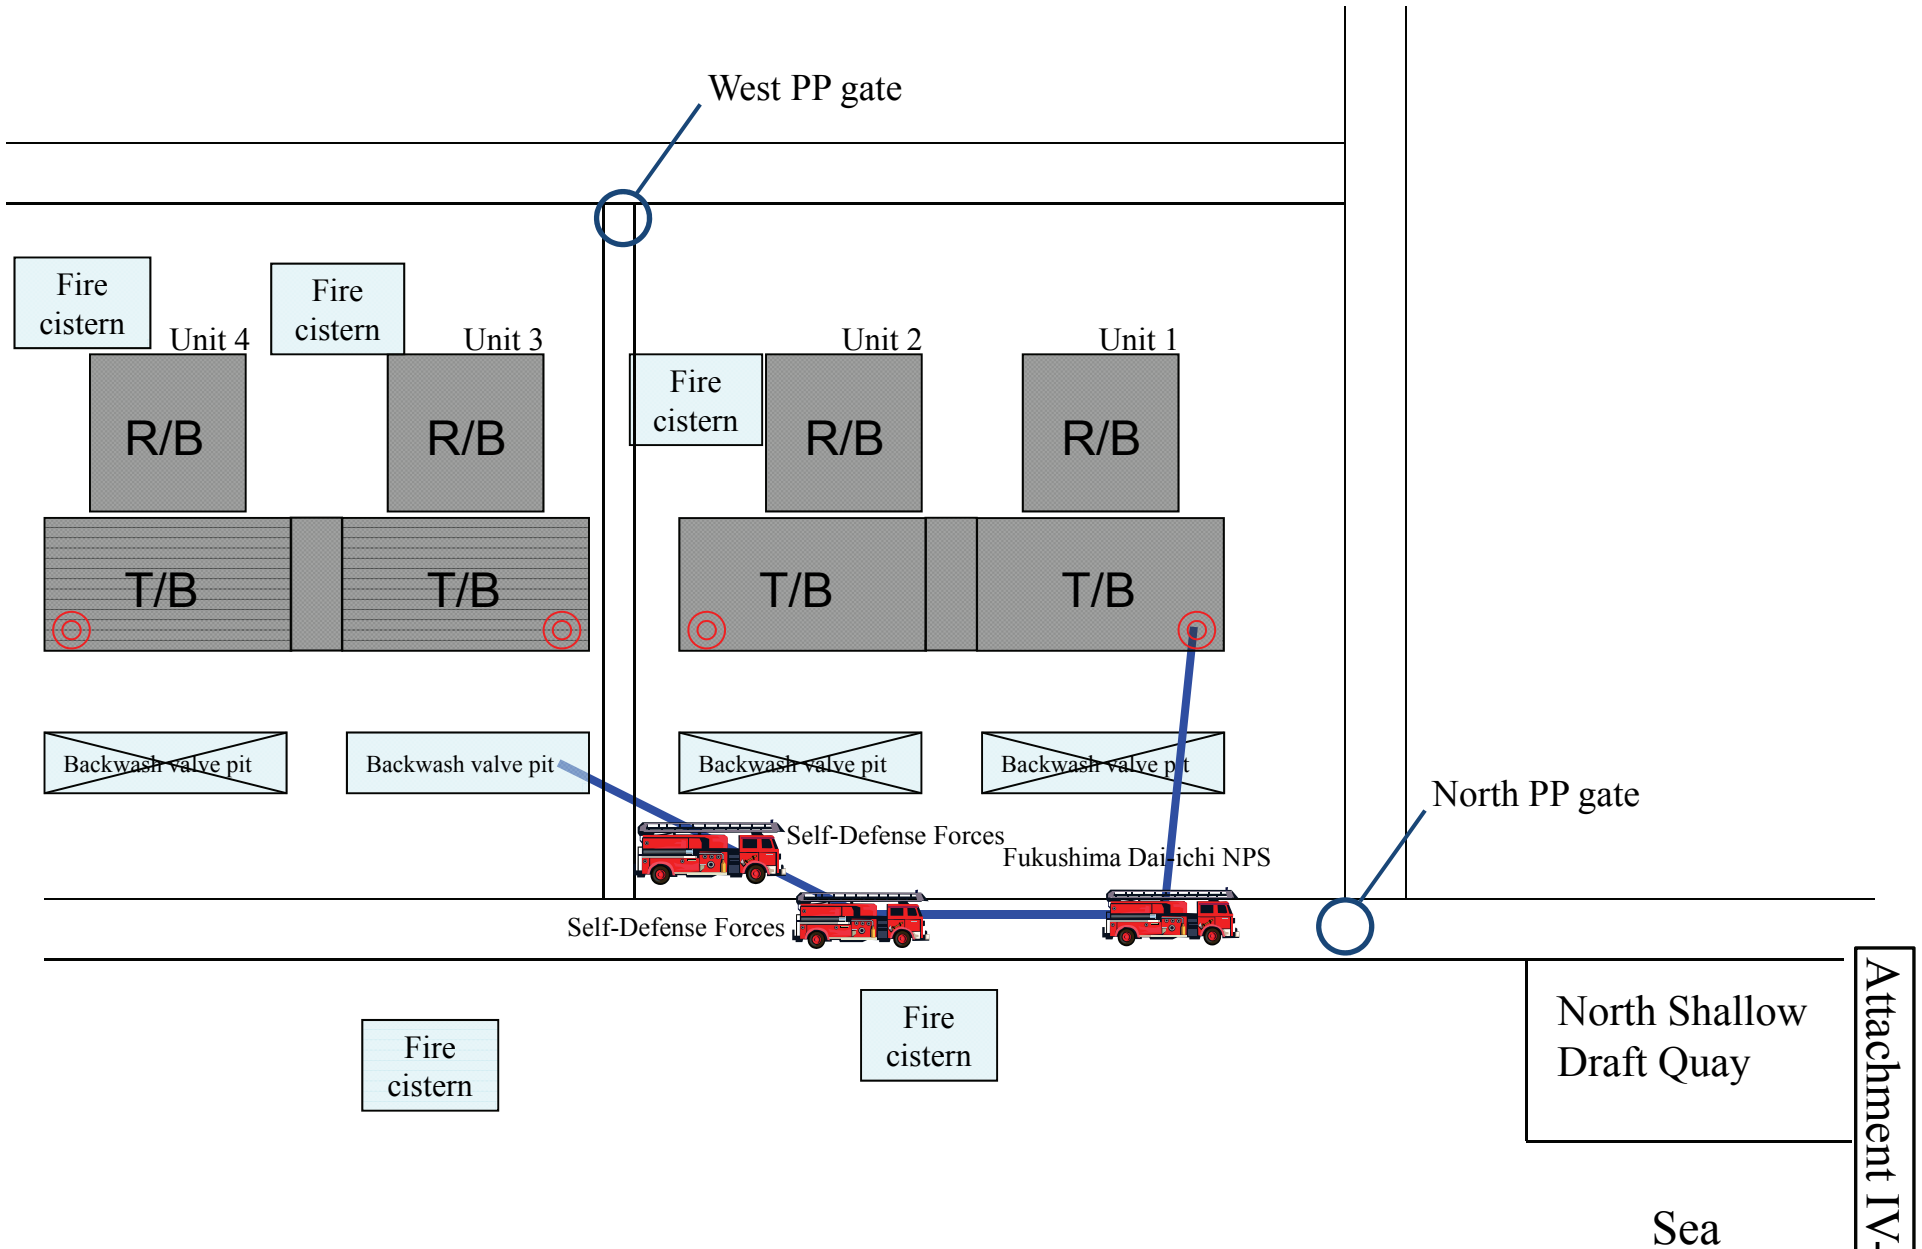 West PP gate
Fire
cistern
Fire
cistern
Unit 4
Unit 3
Unit 2
Unit 1
Fire
cistern
R/B
R/B
R/B
R/B
T/B
T/B
T/B
T/B
Backwash valve pit
Backwash valve pit
Backwash valve pit
Backwash valve pit
North PP gate
Self-Defense Forces
Fukushima Dai-ichi NPS
Self-Defense Forces
Fire
cistern
Fire
cistern
North Shallow
Draft Quay
Attachment IV-
Sea